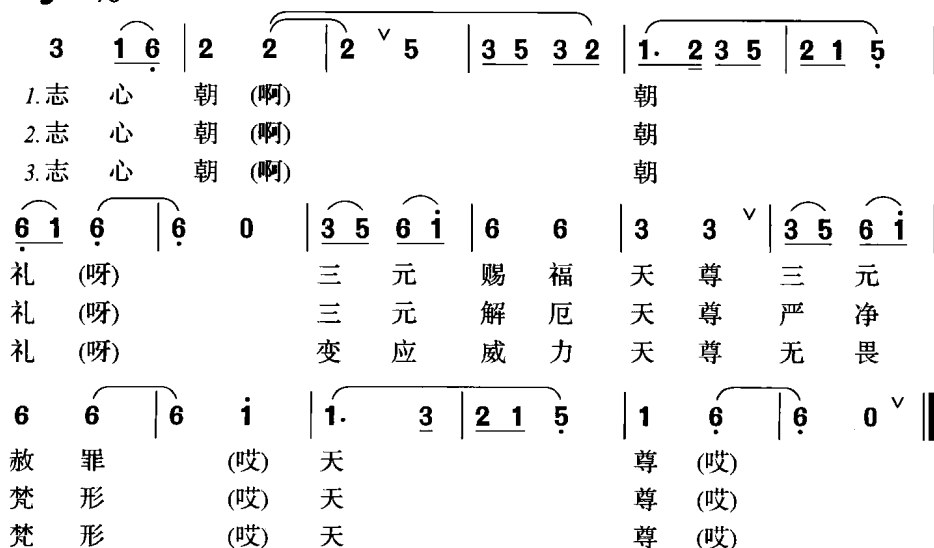 3 1 6 | 2 2 | 2 ∨ 5 | 3 5 3 2 | 1. 2 3 5 | 2 1 5 |
1.志 心 朝 (啊) 朝
2.志 心 朝 (啊) 朝
3.志 心 朝 (啊) 朝
6 1 6 | 6 0 | 3 5 6 i | 6 6 | 3 3 ∨ | 3 5 6 i |
礼 (呀) 三 元 赐 福 天 尊 三 元
礼 (呀) 三 元 解 厄 天 尊 严 净
礼 (呀) 变 应 威 力 天 尊 无 畏
6 6 | 6 i | 1. 3 | 2 1 5 | 1 6 | 6 0 ∨ ‖
赦 罪 (哎) 天 尊 (哎)
梵 形 (哎) 天 尊 (哎)
梵 形 (哎) 天 尊 (哎)